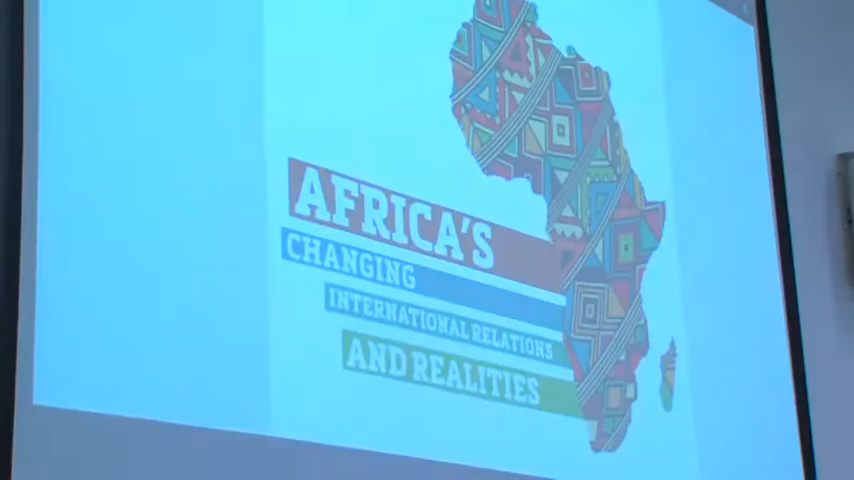 AFRICA'S
CHANGING
INTERNATIONAL RELATIONS
AND REALITIES